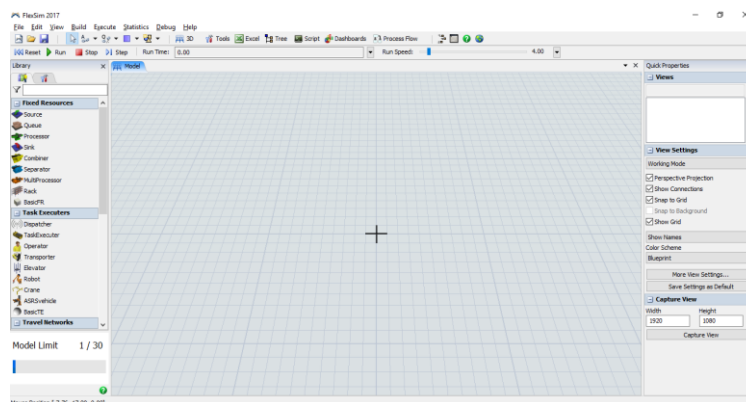 FlexSim 2017
File Edit View Build Execute Statistics Debug Help
3D Tools Excel Tree Script Dashboards Process Flow
Reset Run Stop Step Run Time: 0.00 Run Speed: 4.00
Library
Model
Quick Properties
Views
Fixed Resources
Source
Queue
Processor
Sink
Combiner
Separator
MultiProcessor
Rack
BasicFR
Task Executers
Dispatcher
TaskExecuter
Operator
Transporter
Elevator
Robot
Crane
ASRSvehicle
BasicTE
Travel Networks
Model Limit 1 / 30
View Settings
Working Mode
Perspective Projection
Show Connections
Snap to Grid
Snap to Background
Show Grid
Show Names
Color Scheme
Blueprint
More View Settings...
Save Settings as Default
Capture View
Width Height
1920 1080
Capture View